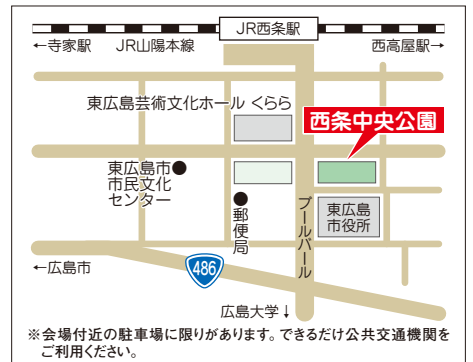 JR西条駅
←寺家駅 JR山陽本線 西高屋駅→
東広島芸術文化ホール くらら
西条中央公園
東広島市
市民文化
センター
郵便局
ブールバール
東広島
市役所
←広島市
486
広島大学↓
※会場付近の駐車場に限りがあります。できるだけ公共交通機関を
ご利用ください。